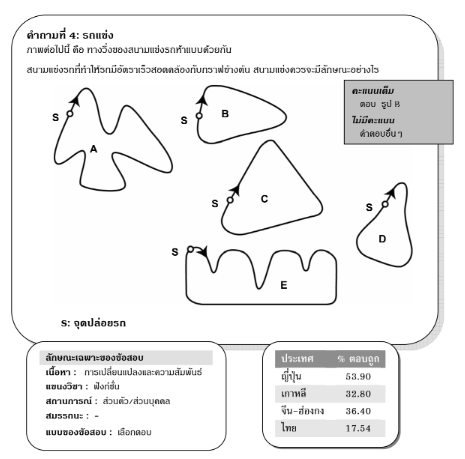 คำถามที่ 4: รถแข่ง
ภาพต่อไปนี้ คือ ทางวิ่งของสนามแข่งรถห้าแบบด้วยกัน
สนามแข่งรถที่ทำให้รถมีอัตราเร็วสอดคล้องกับกราฟข้างต้น สนามแข่งควรจะมีลักษณะอย่างไร
คะแนนเต็ม
ตอบ รูป B
ไม่มีคะแนน
คำตอบอื่น ๆ
S
A
S
B
S
C
S
D
S
E
S: จุดปล่อยรถ
ลักษณะเฉพาะของข้อสอบ
เนื้อหา : การเปลี่ยนแปลงและความสัมพันธ์
แขนงวิชา : ฟังก์ชั่น
สถานการณ์ : ส่วนตัว/ส่วนบุคคล
สมรรถนะ : -
แบบของข้อสอบ : เลือกตอบ
ประเทศ % ตอบถูก
ญี่ปุ่น 53.90
เกาหลี 32.80
จีน-ฮ่องกง 36.40
ไทย 17.54